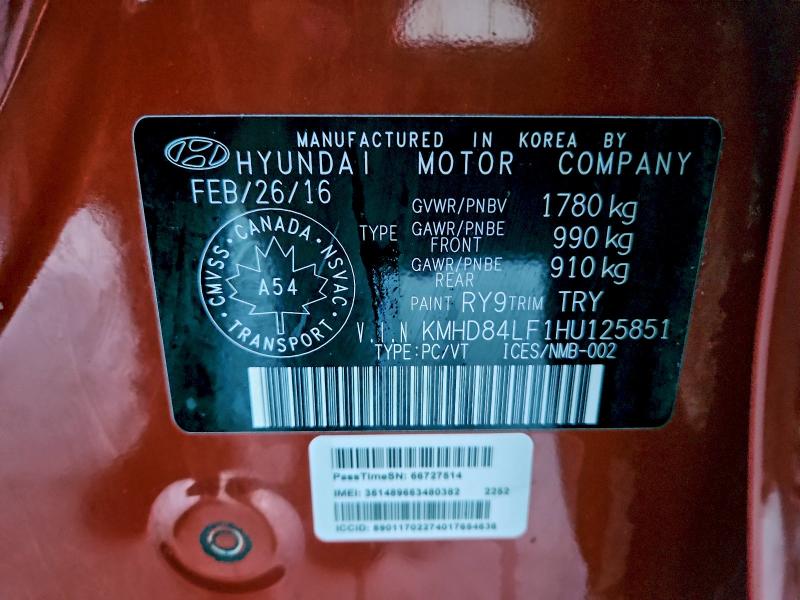 MANUFACTURED IN KOREA BY
HYUNDAI MOTOR COMPANY
FEB/26/16
GVWR/PNBV 1780 kg
TYPE GAWR/PNBE FRONT 990 kg
GAWR/PNBE REAR 910 kg
PAINT RY9 TRIM TRY
V.I.N KMHD84LF1HU125851
TYPE:PC/VT ICES/NMB-002
CMVSS · CANADA · NSVAC · TRANSPORT ·
A54
PassTimeSN: 66727514
IMEI: 351489663480382 2252
ICCID: 89011702274017684636